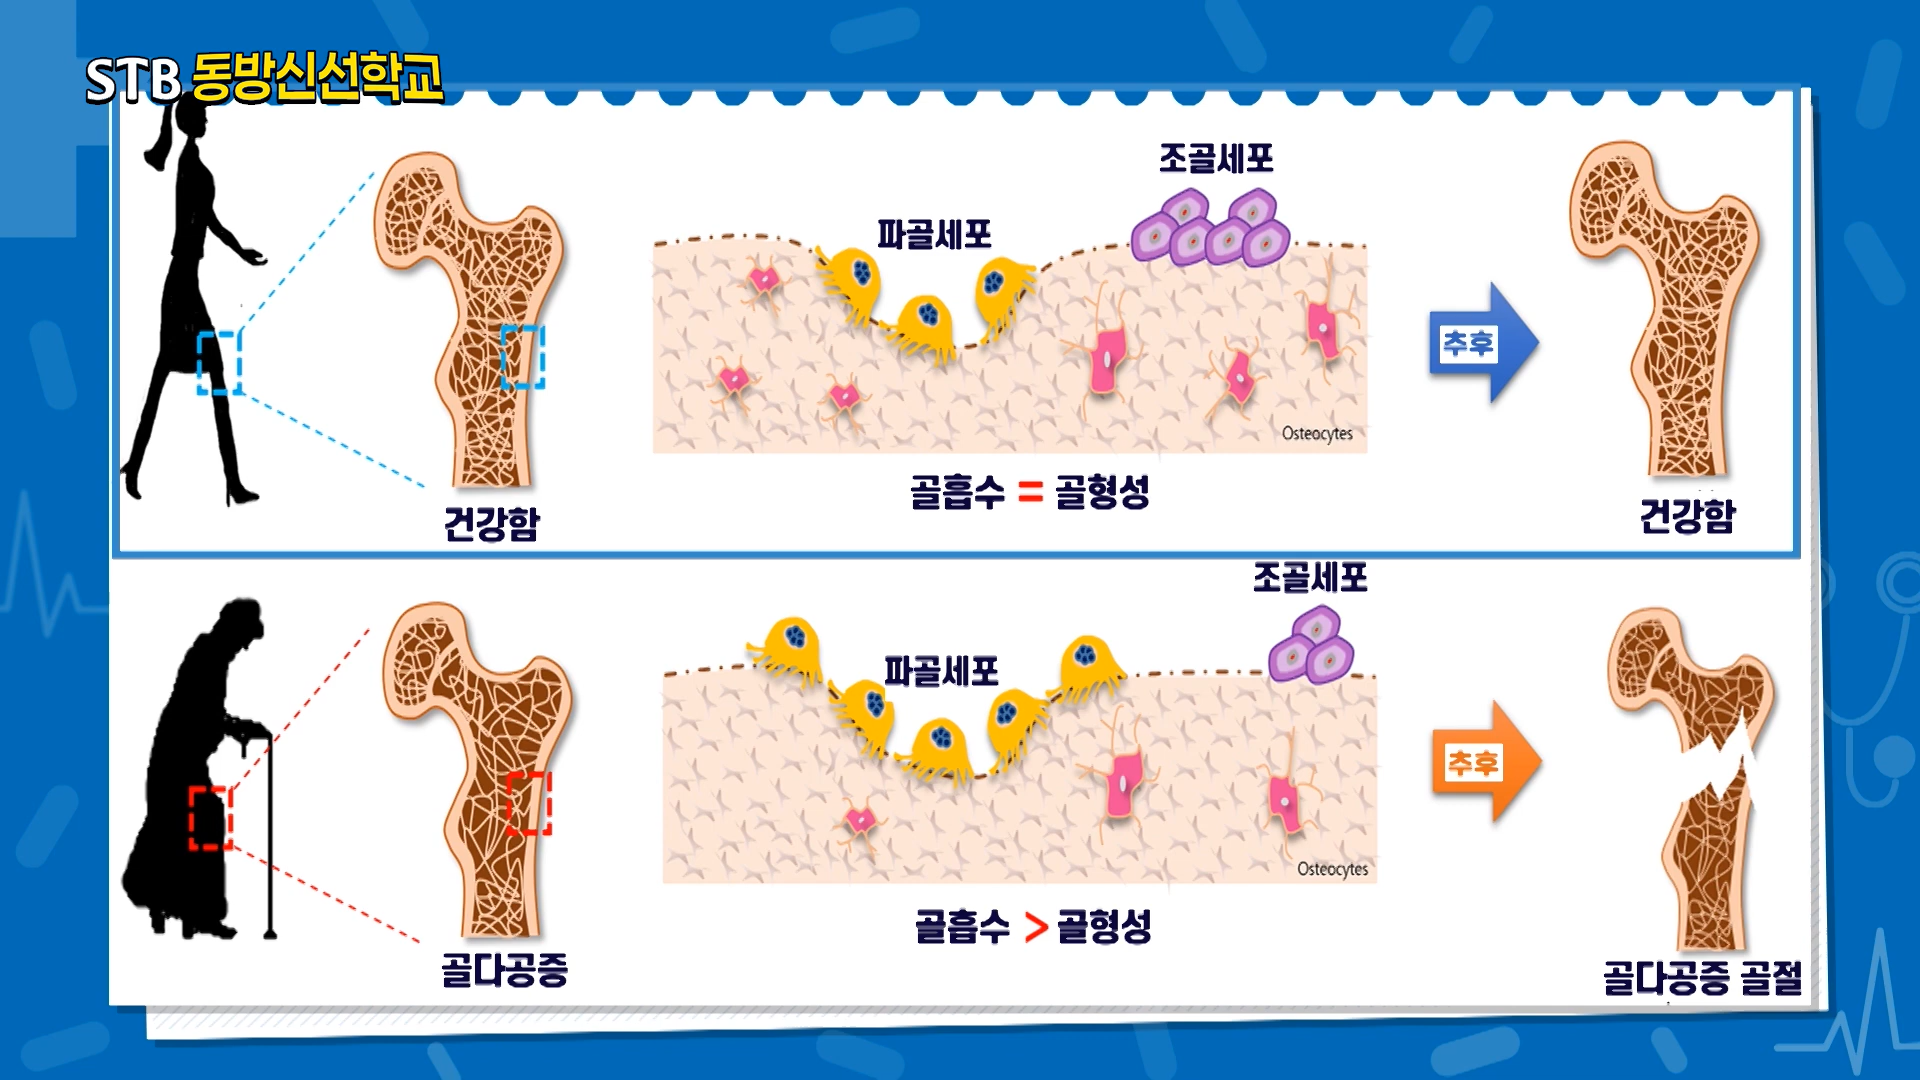 STB 동방신선학교
조골세포
파골세포
추후
Osteocytes
골흡수 = 골형성
건강함
건강함
조골세포
파골세포
추후
Osteocytes
골흡수 > 골형성
골다공증
골다공증 골절